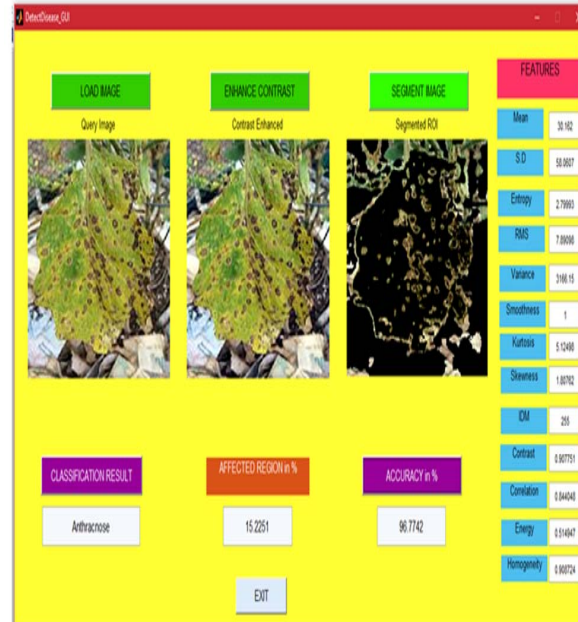 DetectDisease_GUI
LOAD IMAGE
ENHANCE CONTRAST
SEGMENT IMAGE
Query Image
Contrast Enhanced
Segmented ROI
CLASSIFICATION RESULT
AFFECTED REGION in %
ACCURACY in %
Anthracnose
15.2251
96.7742
EXIT
FEATURES
Mean 30.162
S.D 58.0607
Entropy 2.79993
RMS 7.89098
Variance 3166.15
Smoothness 1
Kurtosis 5.12498
Skewness 1.88762
IDM 255
Contrast 0.907751
Correlation 0.844048
Energy 0.514947
Homogeneity 0.908724